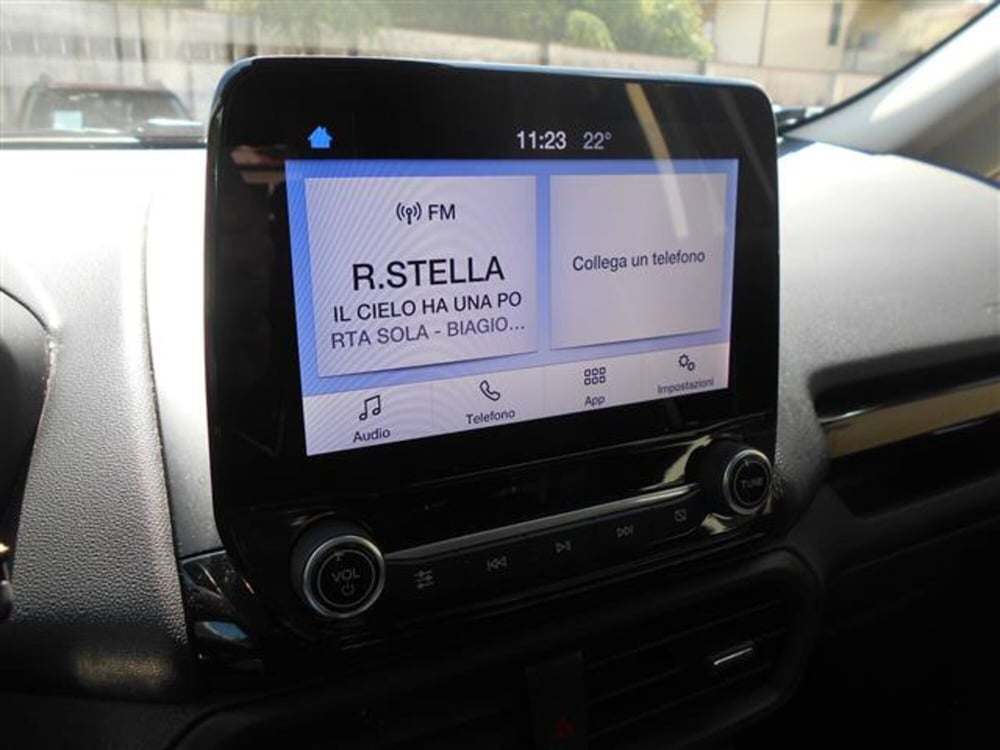 11:23 22°
FM
R.STELLA
IL CIELO HA UNA PO
RTA SOLA - BIAGIO...
Collega un telefono
Audio
Telefono
App
Impostazioni
VOL
TUNE